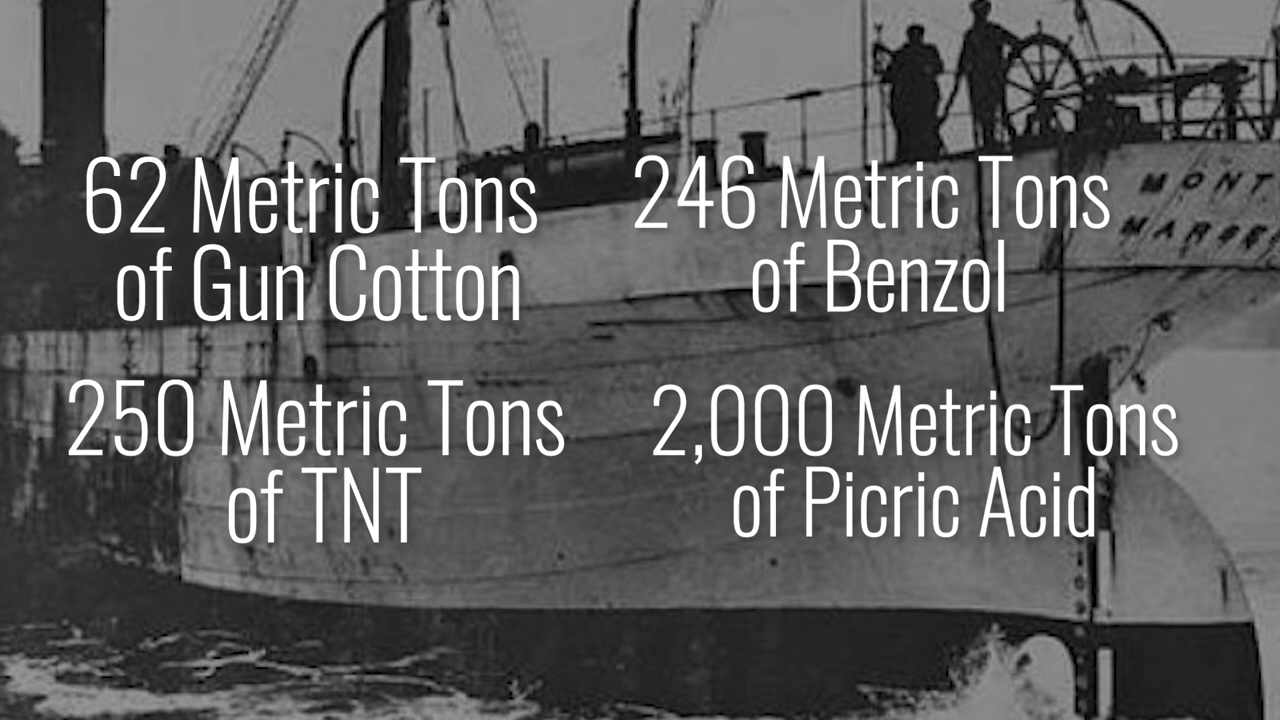 62 Metric Tons
of Gun Cotton
246 Metric Tons
of Benzol
250 Metric Tons
of TNT
2,000 Metric Tons
of Picric Acid
MONT